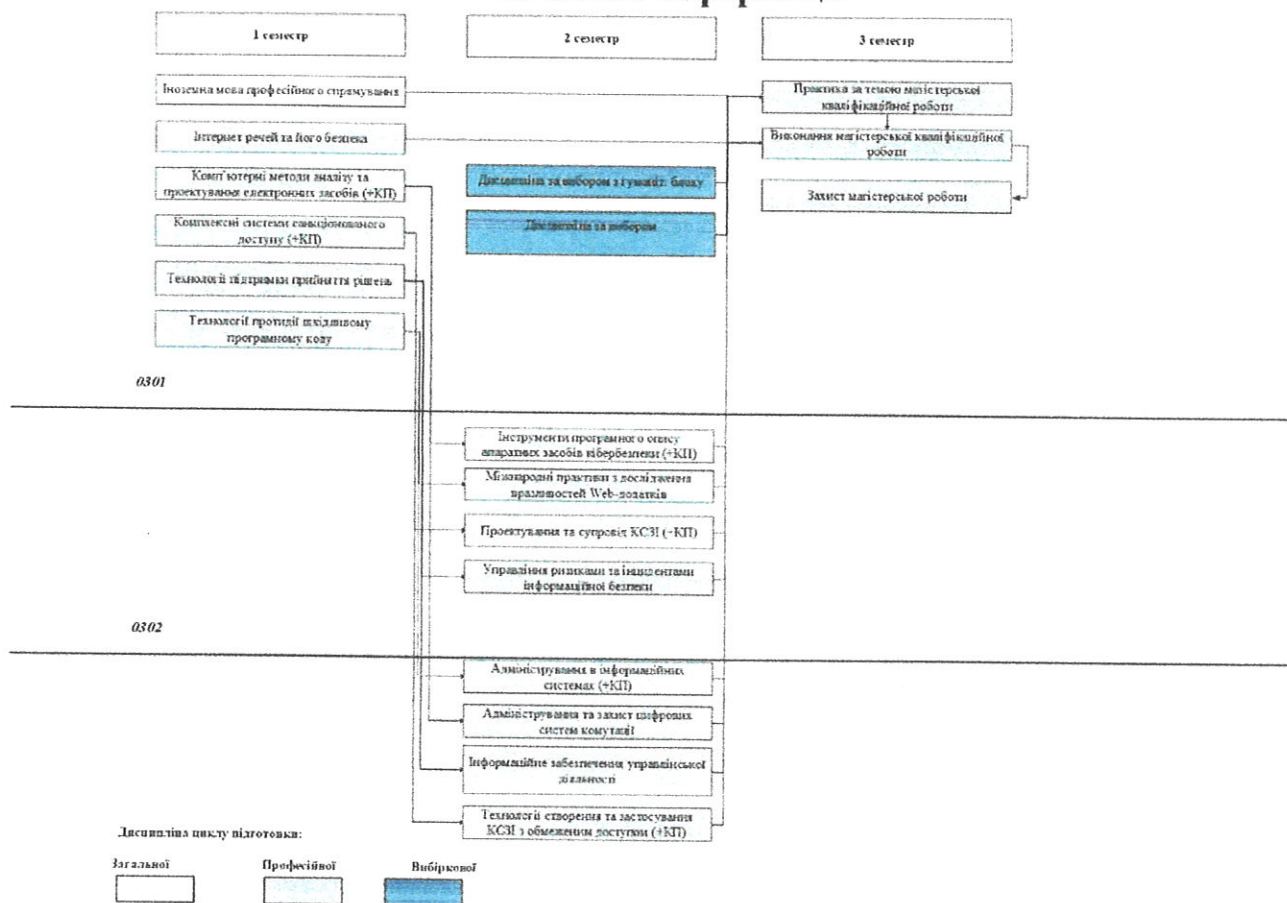 1 семестр
2 семестр
3 семестр
Іноземна мова професійного спрямування
Практика за темою магістерської
кваліфікаційної роботи
Інтернет речей та його безпека
Виконання магістерської кваліфікаційної
роботи
Комп'ютерні методи аналізу та
проектування електронних засобів (+КП)
Дисципліна за вибором з гуманіт. блоку
Захист магістерської роботи
Комплексні системи санкціонованого
доступу (+КП)
Дисципліна за вибором
Технології підтримки прийняття рішень
Технології протидії шкідливому
програмному коду
0301
Інструменти програмного опису
апаратних засобів кібербезпеки (+КП)
Міжнародні практики з дослідження
вразливостей Web-додатків
Проектування та супровід КСЗІ (+КП)
Управління ризиками та інцидентами
інформаційної безпеки
0302
Адміністрування в інформаційних
системах (+КП)
Адміністрування та захист цифрових
систем комутації
Інформаційне забезпечення управлінської
діяльності
Технології створення та застосування
КСЗІ з обмеженим доступом (+КП)
Дисципліна циклу підготовки:
Загальної
Професійної
Вибіркової